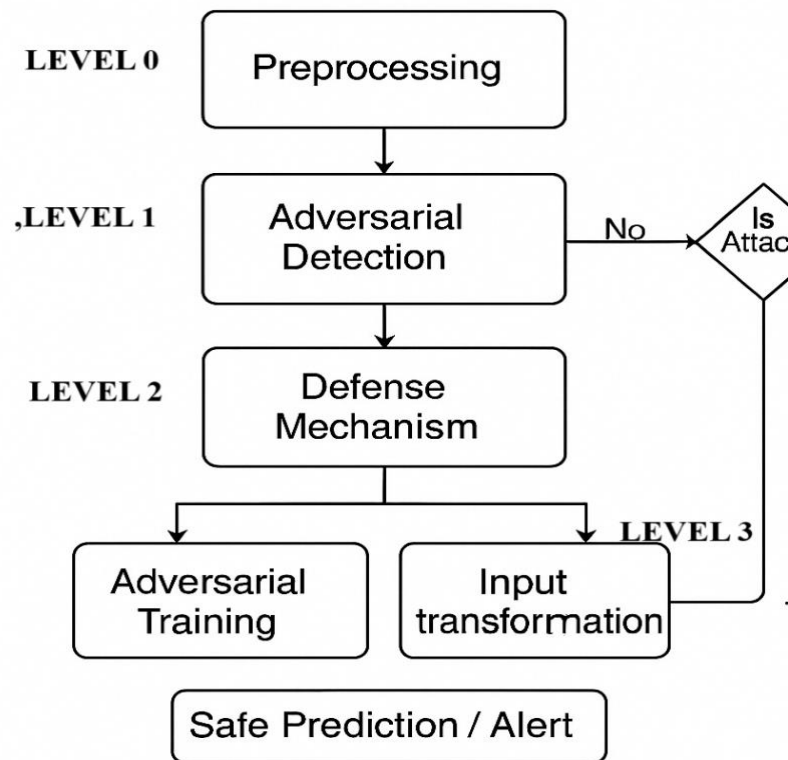 LEVEL 0
Preprocessing
,LEVEL 1
Adversarial
Detection
No
Is
Attac
LEVEL 2
Defense
Mechanism
LEVEL 3
Adversarial
Training
Input
transformation
Safe Prediction / Alert